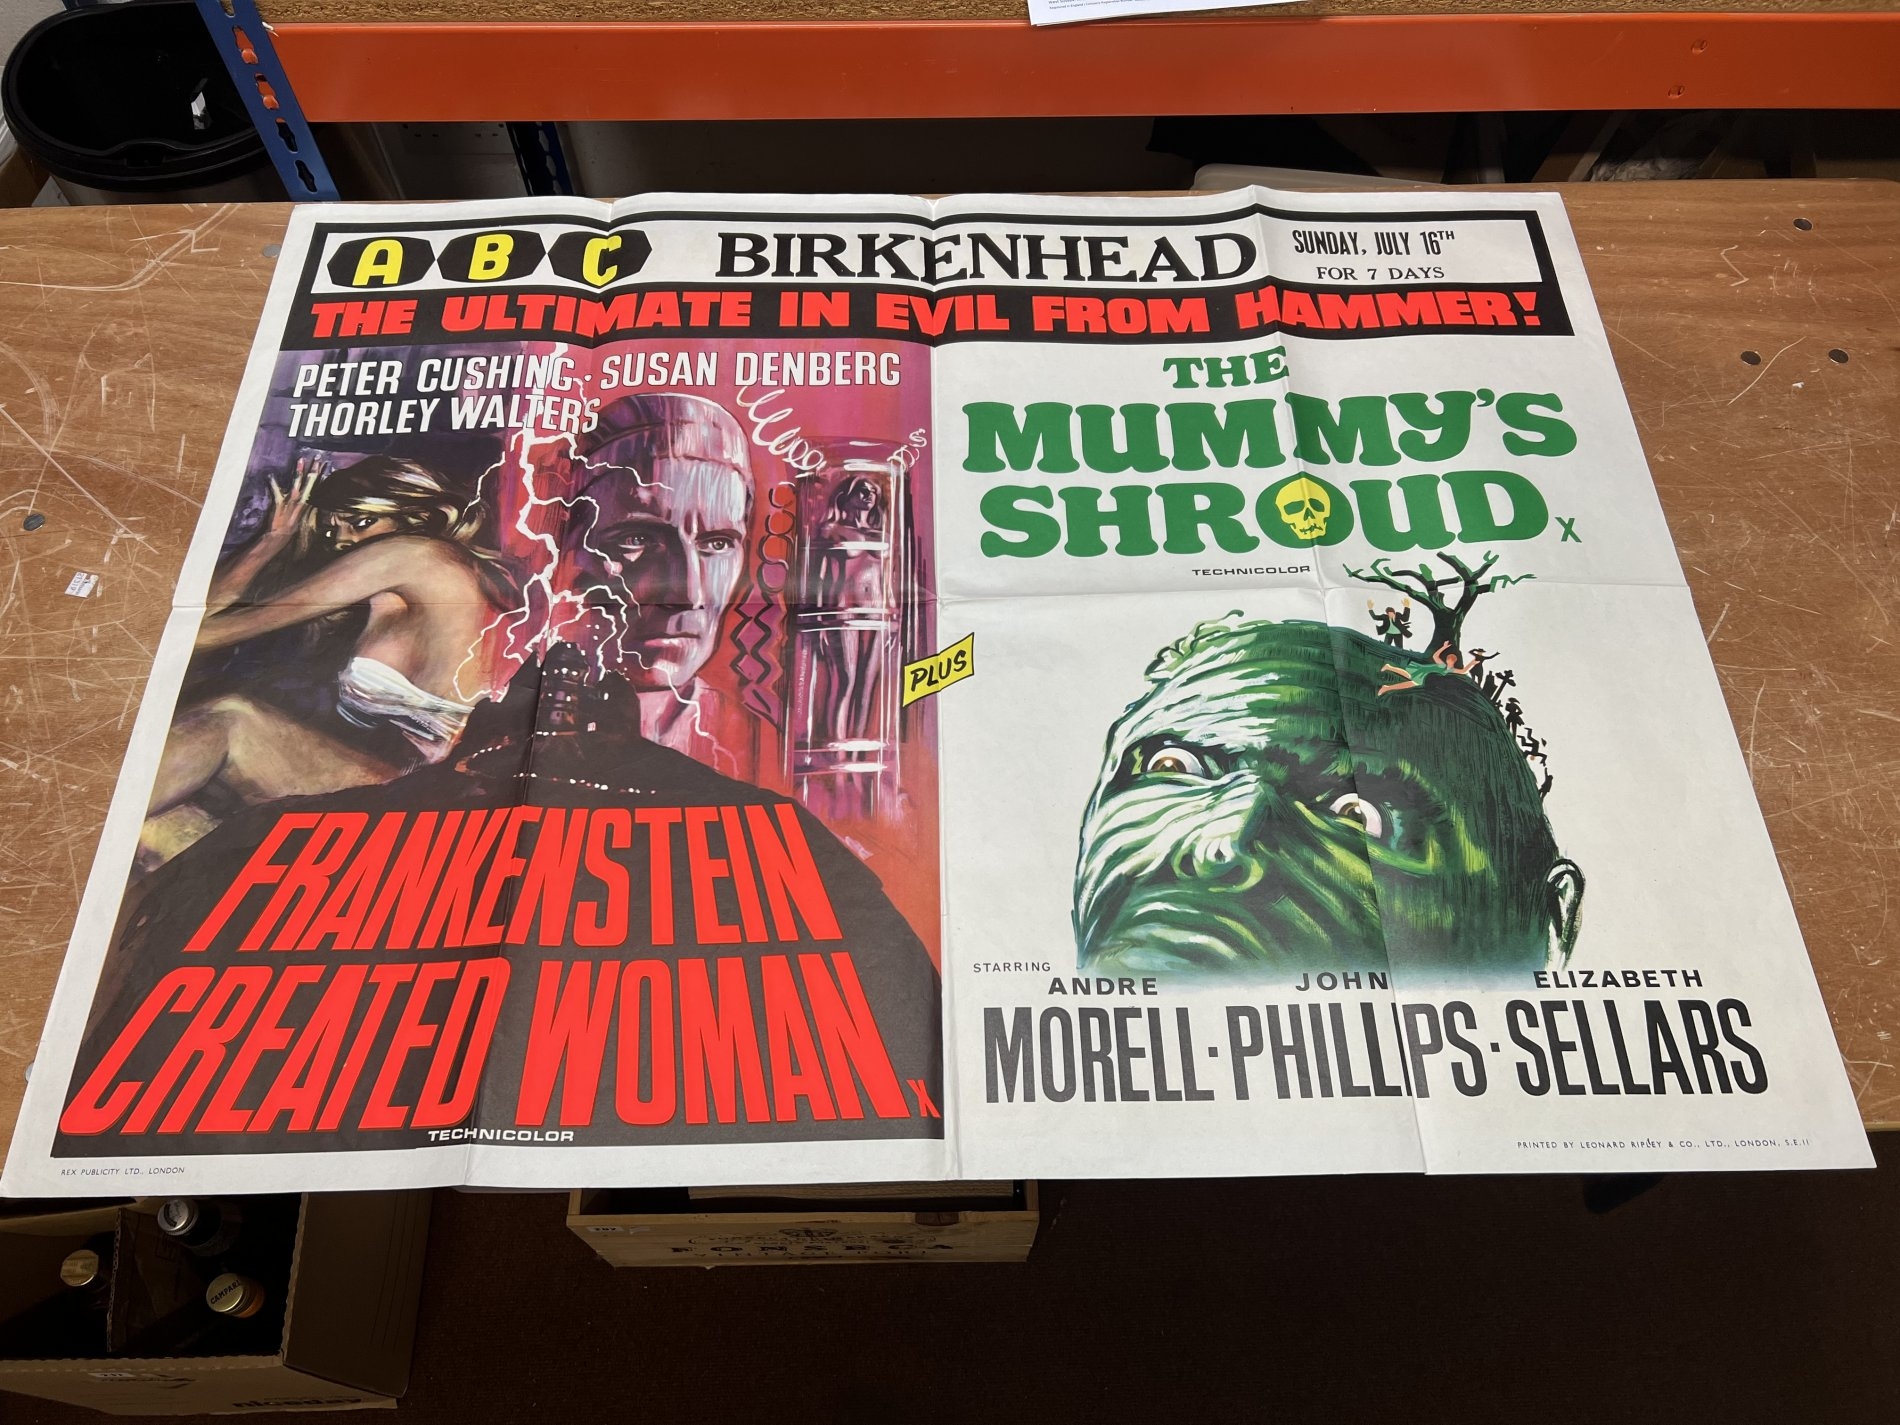 ABC BIRKENHEAD SUNDAY, JULY 16TH
FOR 7 DAYS
THE ULTIMATE IN EVIL FROM HAMMER!
PETER CUSHING · SUSAN DENBERG
THORLEY WALTERS
FRANKENSTEIN
CREATED WOMAN X
TECHNICOLOR
REX PUBLICITY LTD., LONDON
PLUS
THE
MUMMY'S
SHROUD X
TECHNICOLOR
STARRING
ANDRE JOHN ELIZABETH
MORELL · PHILLIPS · SELLARS
PRINTED BY LEONARD RIPLEY & CO., LTD., LONDON, S.E.11
FONSECA
CAMPARI